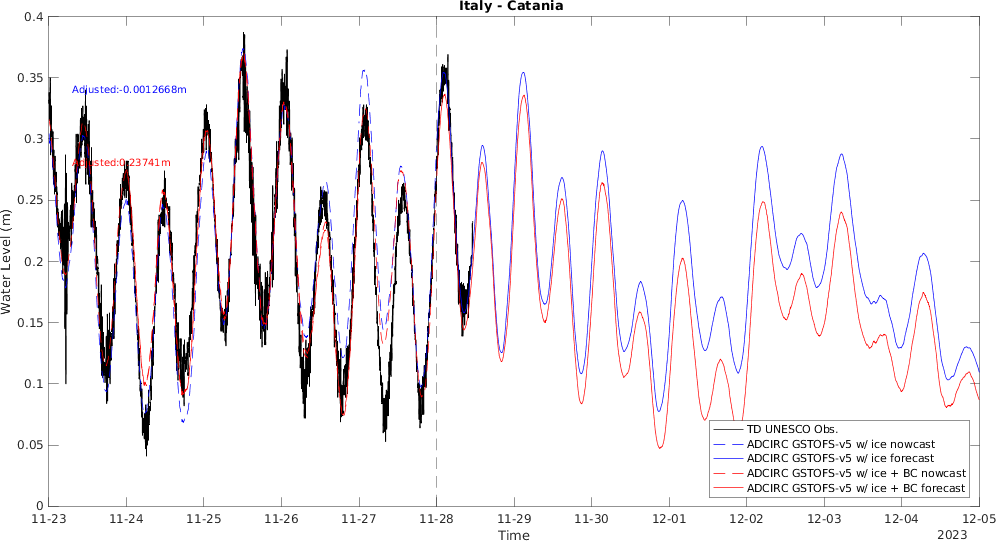 Italy - Catania
0.4
0.35
0.3
0.25
0.2
0.15
0.1
0.05
0
Water Level (m)
Adjusted:-0.0012668m
Adjusted:0.23741m
TD UNESCO Obs.
ADCIRC GSTOFS-v5 w/ ice nowcast
ADCIRC GSTOFS-v5 w/ ice forecast
ADCIRC GSTOFS-v5 w/ ice + BC nowcast
ADCIRC GSTOFS-v5 w/ ice + BC forecast
11-23 11-24 11-25 11-26 11-27 11-28 11-29 11-30 12-01 12-02 12-03 12-04 12-05
Time
2023